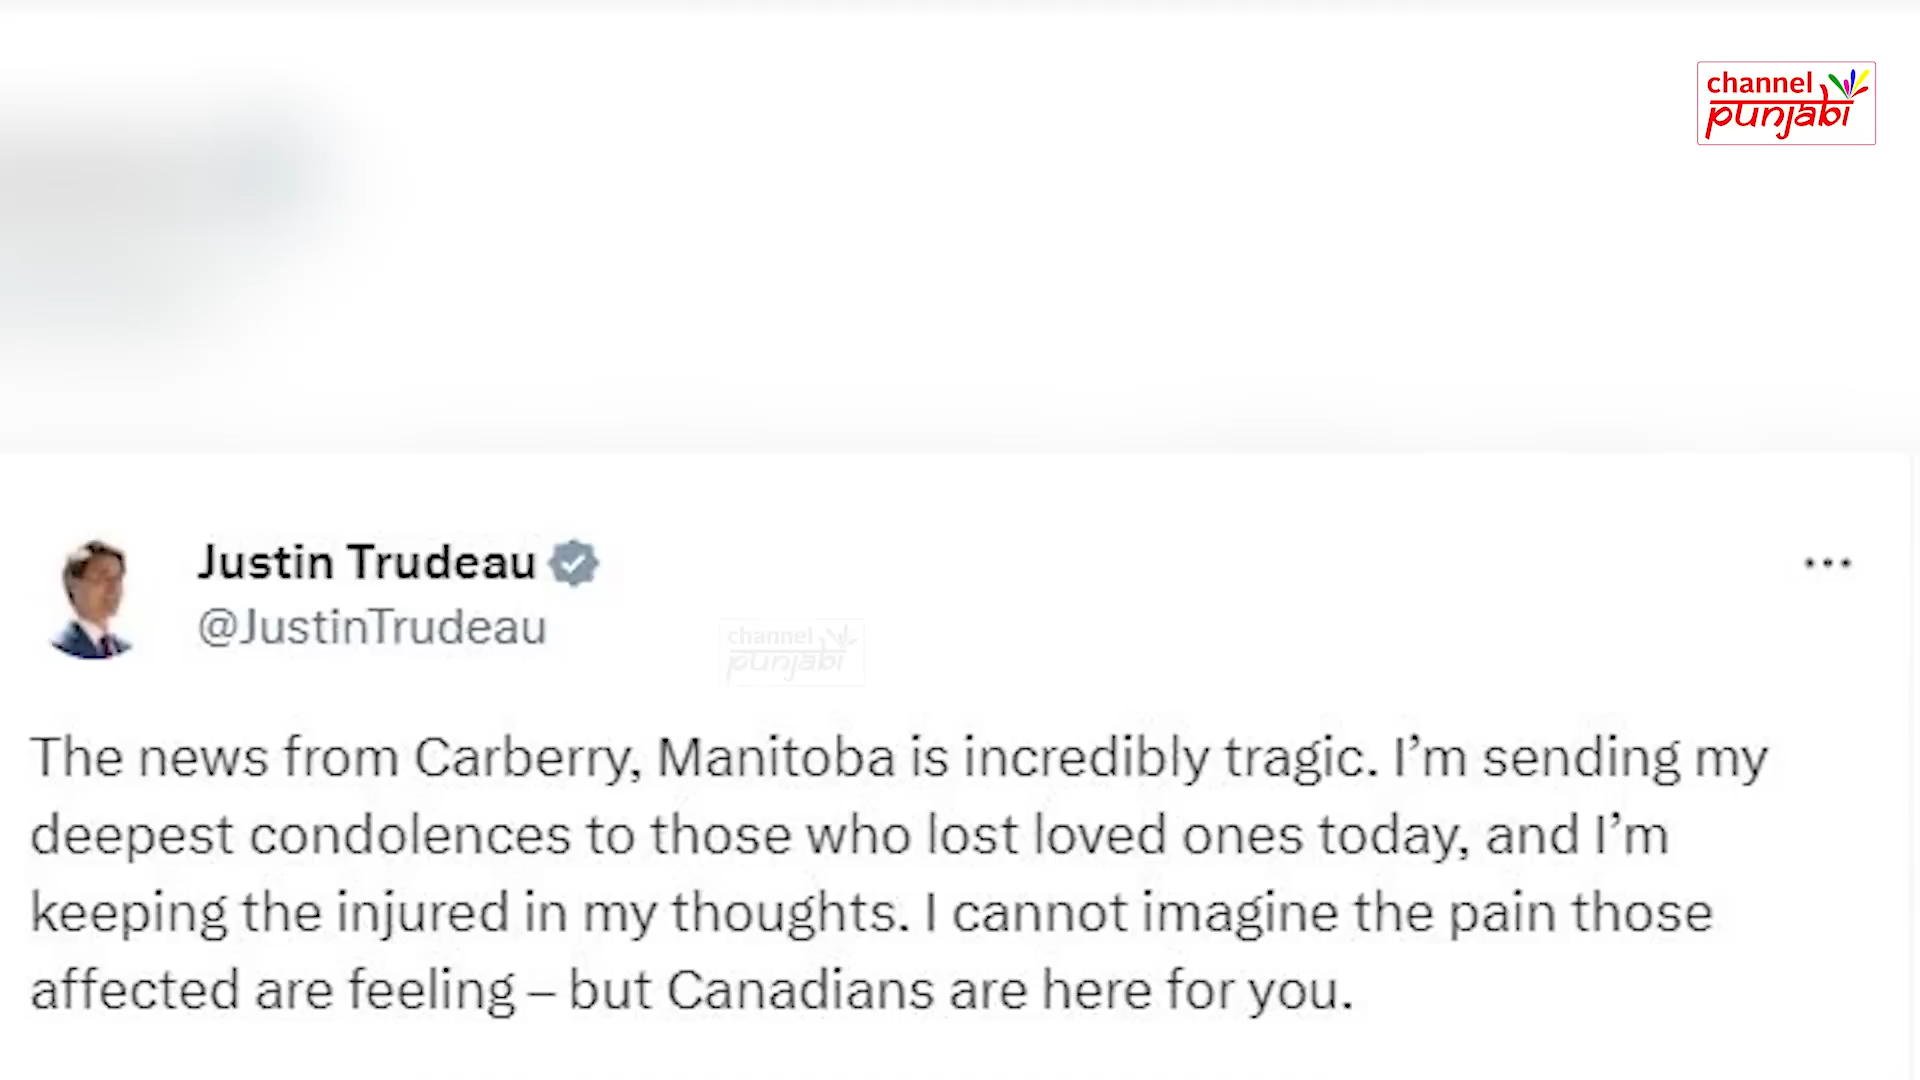 channel
punjabi
Justin Trudeau
@JustinTrudeau
channel
punjabi
The news from Carberry, Manitoba is incredibly tragic. I’m sending my
deepest condolences to those who lost loved ones today, and I’m
keeping the injured in my thoughts. I cannot imagine the pain those
affected are feeling – but Canadians are here for you.